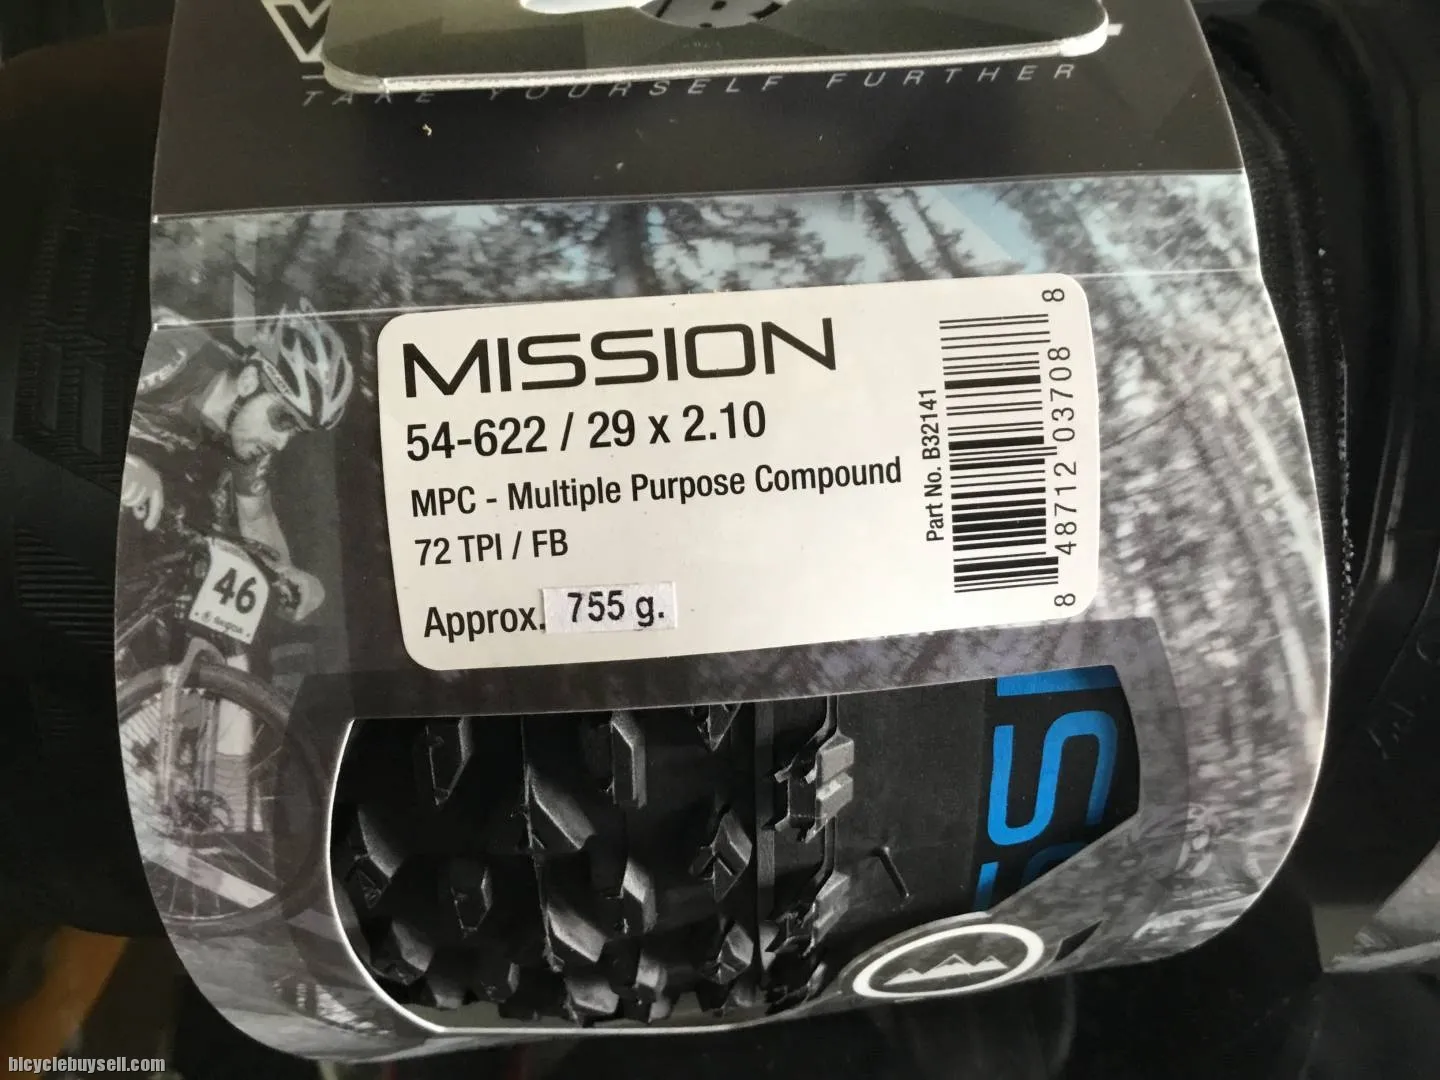 TAKE YOURSELF FURTHER
MISSION
54-622 / 29 x 2.10
MPC - Multiple Purpose Compound
72 TPI / FB
Approx. 755 g.
Part No. B32141
8 48712 03708 8
46
bicyclebuysell.com